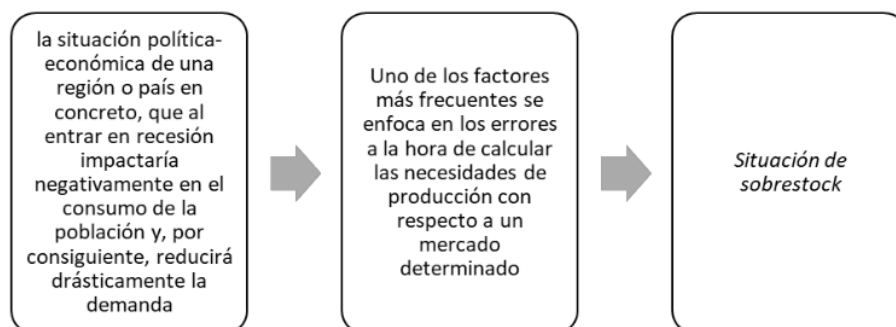 la situación política-
económica de una
región o país en
concreto, que al
entrar en recesión
impactaría
negativamente en el
consumo de la
población y, por
consiguiente, reducirá
drásticamente la
demanda
Uno de los factores
más frecuentes se
enfoca en los errores
a la hora de calcular
las necesidades de
producción con
respecto a un
mercado
determinado
Situación de
sobrestock